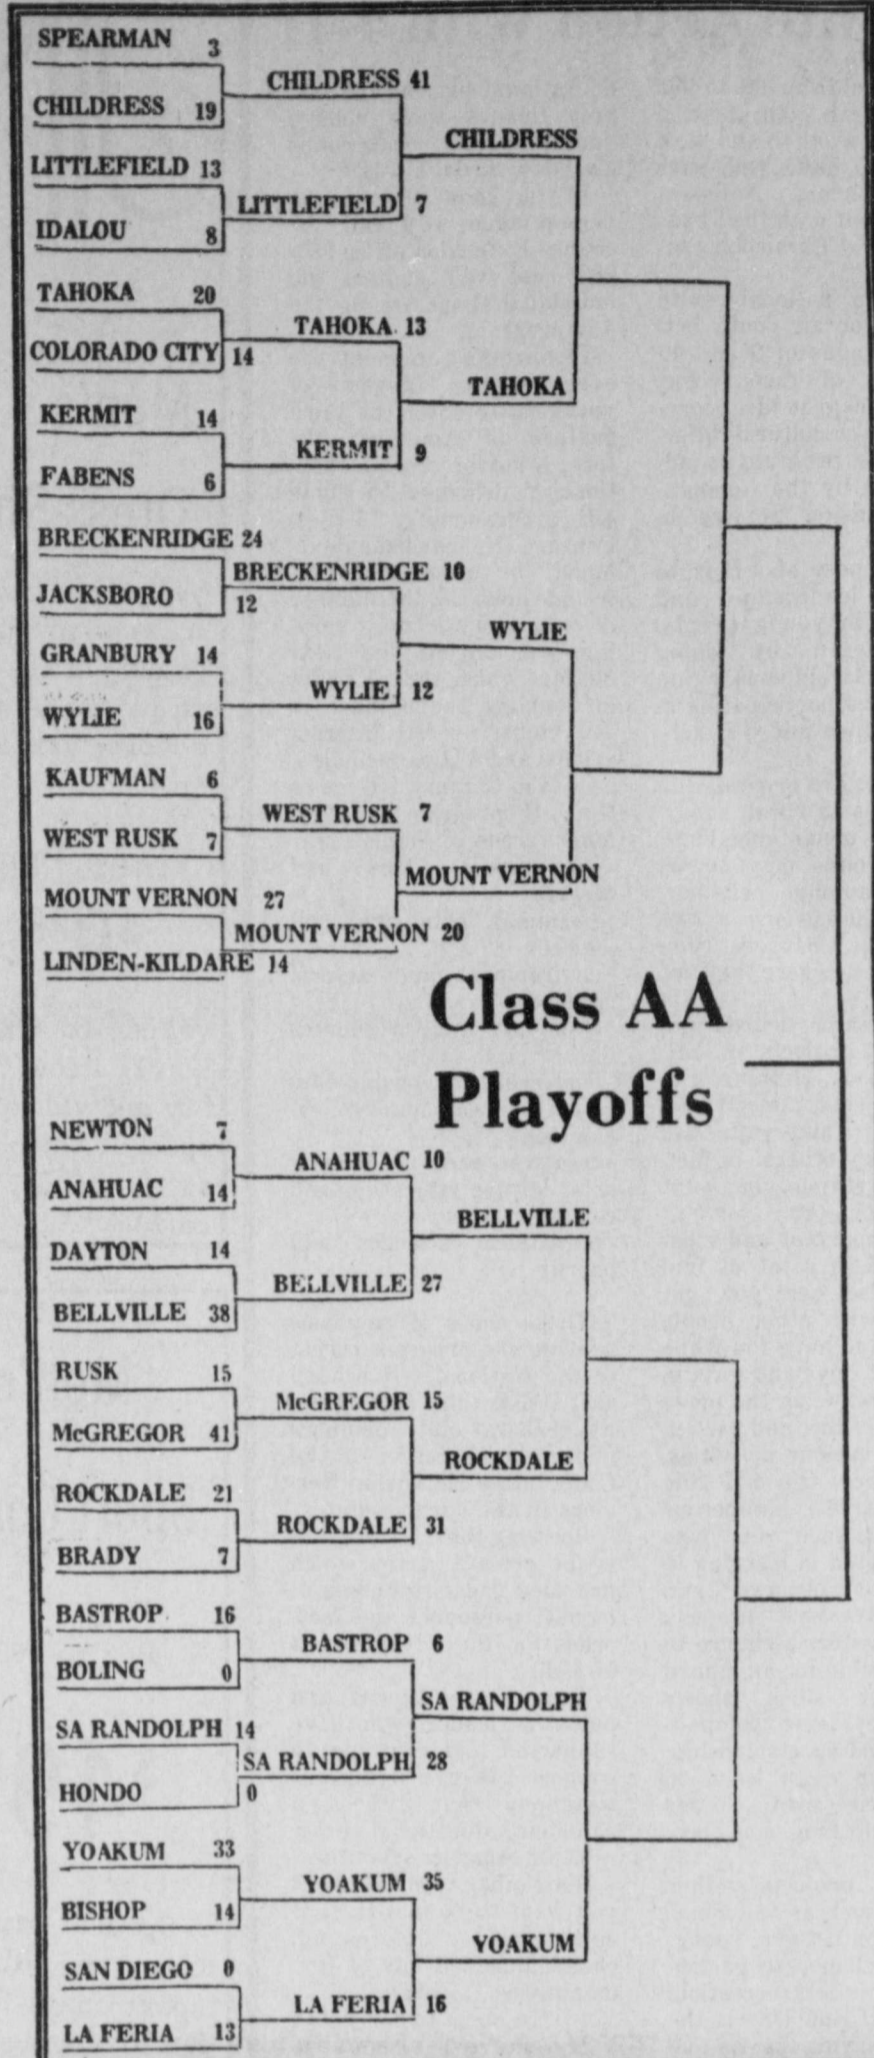 SPEARMAN 3
CHILDRESS 41
CHILDRESS 19
CHILDRESS
LITTLEFIELD 13
LITTLEFIELD 7
IDALOU 8
TAHOKA 20
TAHOKA 13
COLORADO CITY 14
TAHOKA
KERMIT 14
KERMIT 9
FABENS 6
BRECKENRIDGE 24
BRECKENRIDGE 10
JACKSBORO 12
WYLIE
GRANBURY 14
WYLIE 12
WYLIE 16
KAUFMAN 6
WEST RUSK 7
WEST RUSK 7
MOUNT VERNON
MOUNT VERNON 27
MOUNT VERNON 20
LINDEN-KILDARE 14
Class AA
Playoffs
NEWTON 7
ANAHUAC 10
ANAHUAC 14
BELLVILLE
DAYTON 14
BELLVILLE 27
BELLVILLE 38
RUSK 15
McGREGOR 15
McGREGOR 41
ROCKDALE
ROCKDALE 21
ROCKDALE 31
BRADY 7
BASTROP 16
BASTROP 6
BOLING 0
SA RANDOLPH
SA RANDOLPH 14
SA RANDOLPH 28
HONDO 0
YOAKUM 33
YOAKUM 35
BISHOP 14
YOAKUM
SAN DIEGO 0
LA FERIA 16
LA FERIA 13